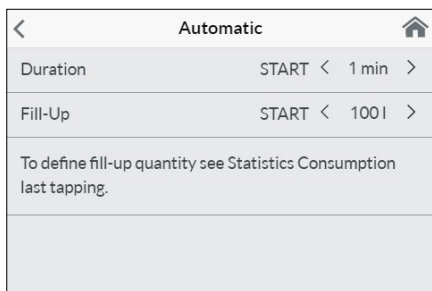 Automatic
Duration START < 1 min >
Fill-Up START < 100 l >
To define fill-up quantity see Statistics Consumption
last tapping.